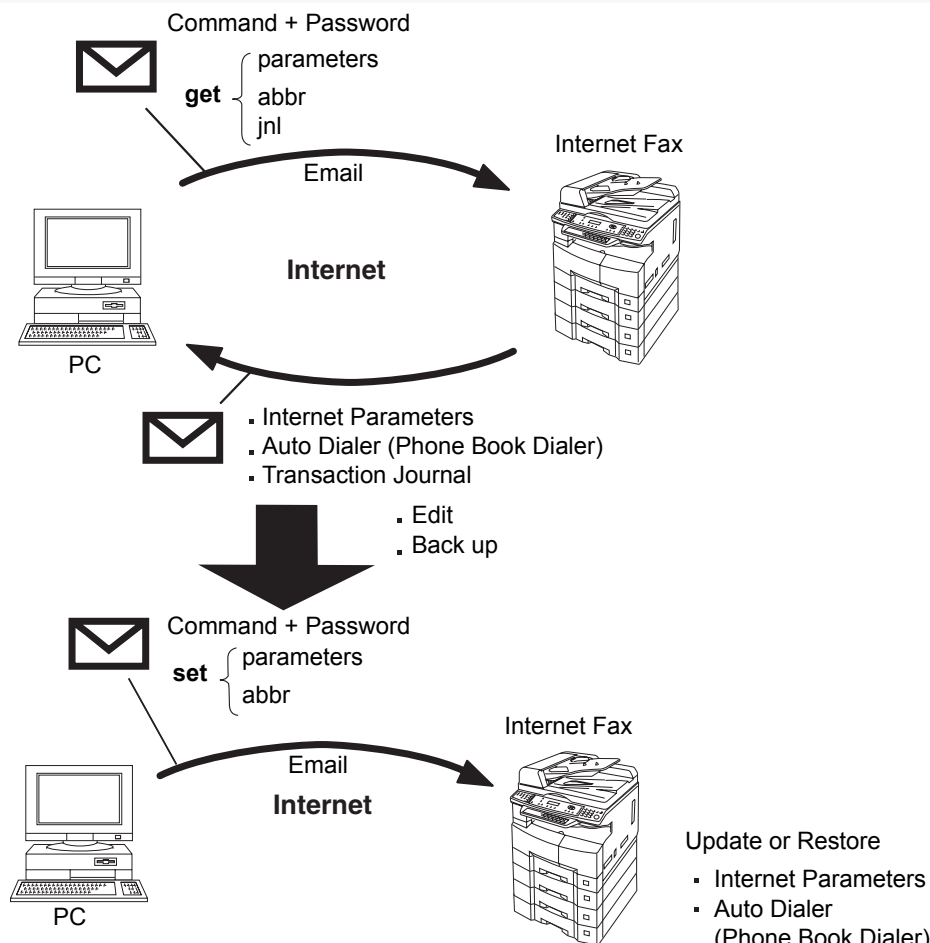 Command + Password
get
parameters
abbr
jnl
Email
Internet Fax
Internet
PC
Internet Parameters
Auto Dialer (Phone Book Dialer)
Transaction Journal
Edit
Back up
Command + Password
set
parameters
abbr
Email
Internet Fax
Internet
PC
Update or Restore
Internet Parameters
Auto Dialer
(Phone Book Dialer)